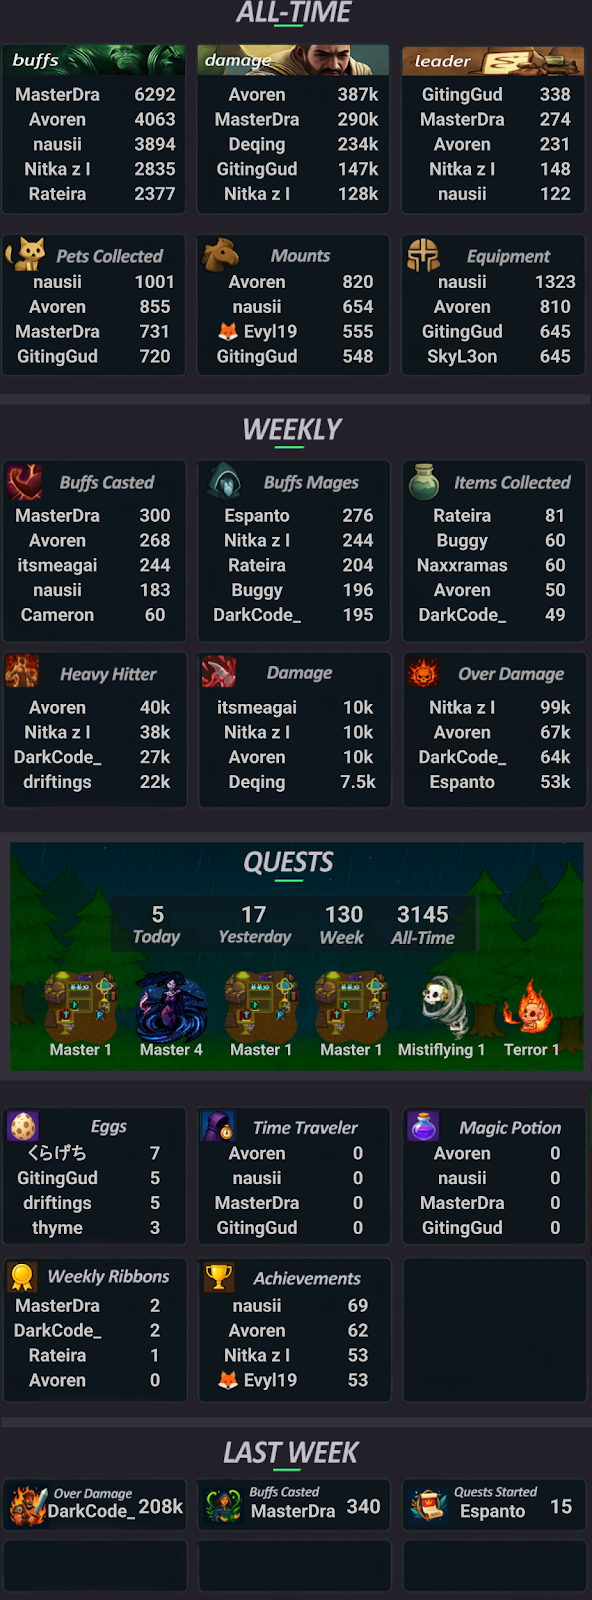 ALL-TIME
buffs
MasterDra 6292
Avoren 4063
nausii 3894
Nitka z I 2835
Rateira 2377
damage
Avoren 387k
MasterDra 290k
Deqing 234k
GitingGud 147k
Nitka z I 128k
leader
GitingGud 338
MasterDra 274
Avoren 231
Nitka z I 148
nausii 122
Pets Collected
nausii 1001
Avoren 855
MasterDra 731
GitingGud 720
Mounts
Avoren 820
nausii 654
🦊 Evyl19 555
GitingGud 548
Equipment
nausii 1323
Avoren 810
GitingGud 645
SkyL3on 645
WEEKLY
Buffs Casted
MasterDra 300
Avoren 268
itsmeagai 244
nausii 183
Cameron 60
Buffs Mages
Espanto 276
Nitka z I 244
Rateira 204
Buggy 196
DarkCode_ 195
Items Collected
Rateira 81
Buggy 60
Naxxramas 60
Avoren 50
DarkCode_ 49
Heavy Hitter
Avoren 40k
Nitka z I 38k
DarkCode_ 27k
driftings 22k
Damage
itsmeagai 10k
Nitka z I 10k
Avoren 10k
Deqing 7.5k
Over Damage
Nitka z I 99k
Avoren 67k
DarkCode_ 64k
Espanto 53k
QUESTS
5 17 130 3145
Today Yesterday Week All-Time
Master 1 Master 4 Master 1 Master 1 Mistiflying 1 Terror 1
Eggs
くらげち 7
GitingGud 5
driftings 5
thyme 3
Time Traveler
Avoren 0
nausii 0
MasterDra 0
GitingGud 0
Magic Potion
Avoren 0
nausii 0
MasterDra 0
GitingGud 0
Weekly Ribbons
MasterDra 2
DarkCode_ 2
Rateira 1
Avoren 0
Achievements
nausii 69
Avoren 62
Nitka z I 53
🦊 Evyl19 53
LAST WEEK
Over Damage
DarkCode_ 208k
Buffs Casted
MasterDra 340
Quests Started
Espanto 15